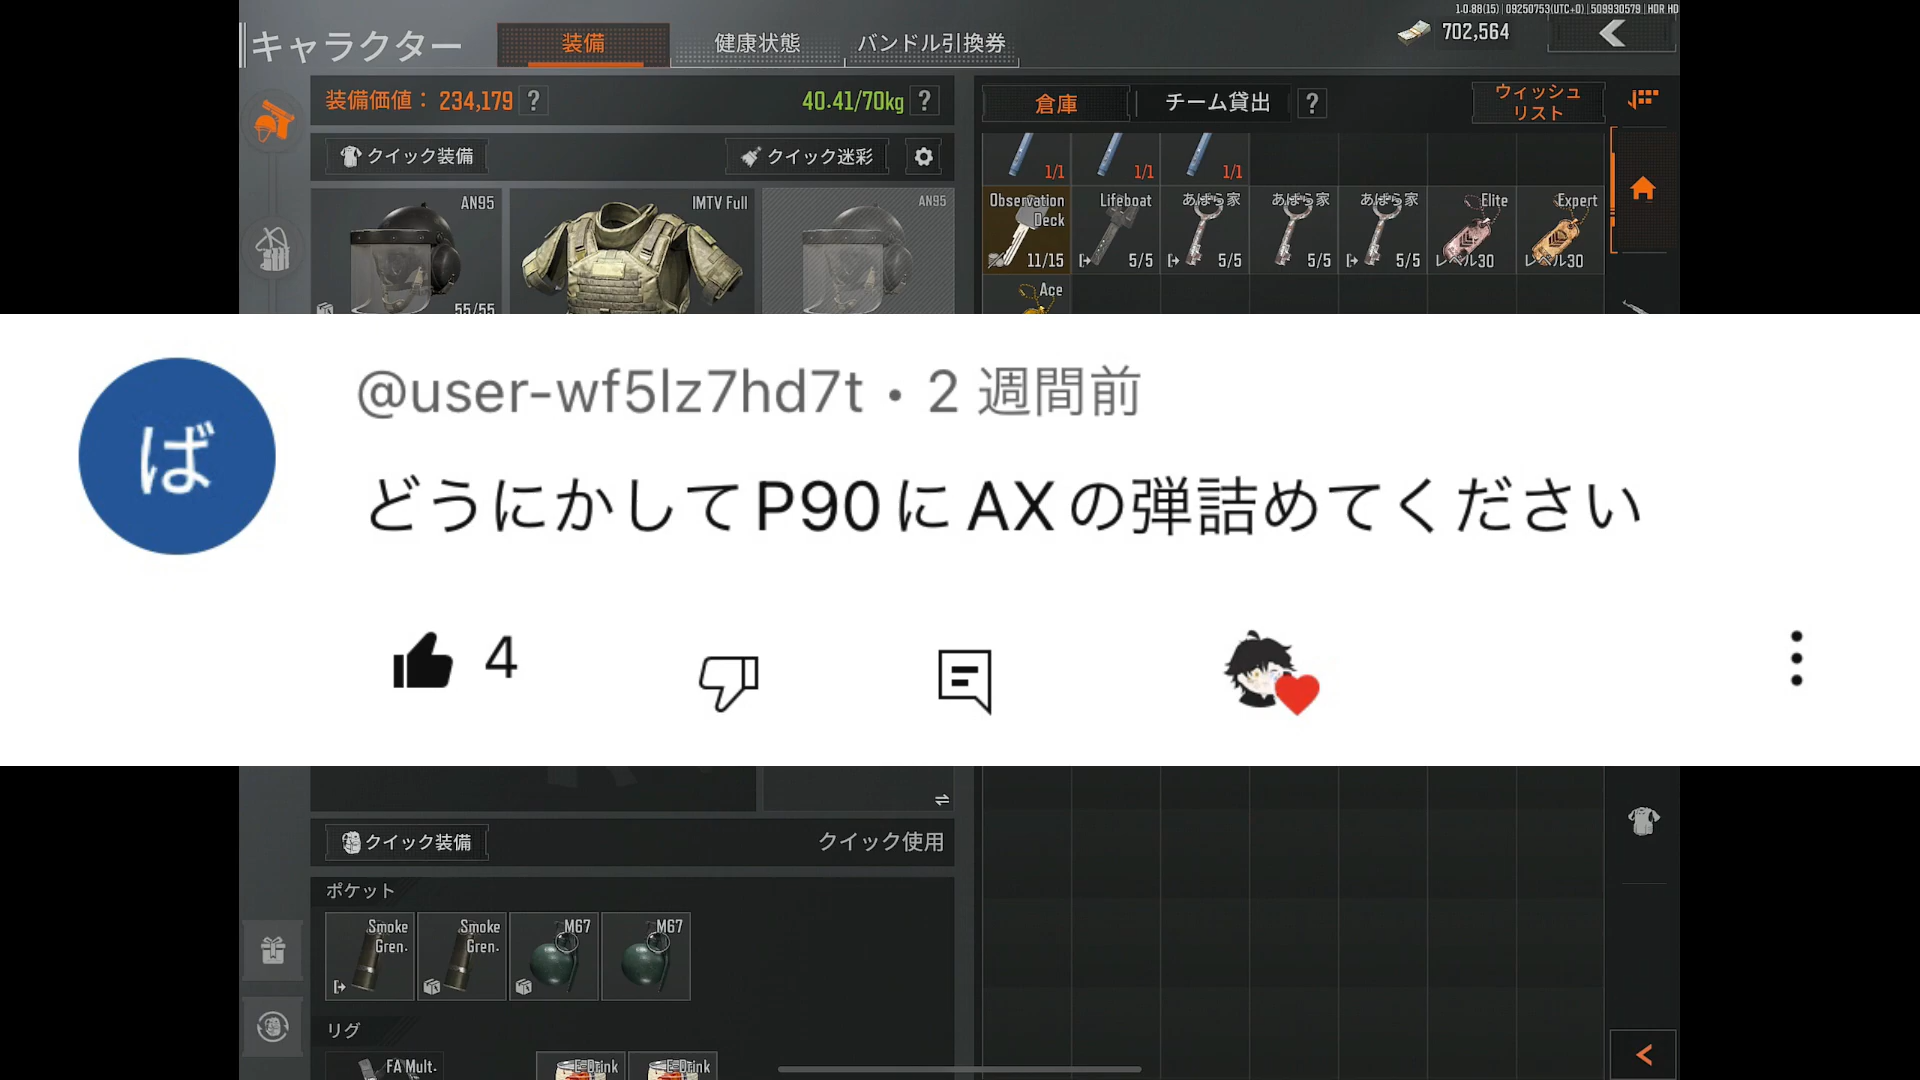 1.0.88(15) | 09250753(UTC+0) | 509930579 | HDR HD
キャラクター
装備
健康状態
バンドル引換券
702,564
装備価値： 234,179 ?
40.41/70kg ?
倉庫
チーム貸出 ?
ウィッシュ
リスト
クイック装備
クイック迷彩
1/1
1/1
1/1
AN95
55/55
IMTV Full
AN95
Observation
Deck
11/15
Lifeboat
5/5
あばら家
5/5
あばら家
5/5
あばら家
5/5
Elite
レベル30
Expert
レベル30
Ace
ば
@user-wf5lz7hd7t • 2 週間前
どうにかしてP90にAXの弾詰めてください
4
クイック装備
クイック使用
ポケット
Smoke
Gren.
Smoke
Gren.
M67
M67
リグ
FA Mult.
E-Drink
E-Drink